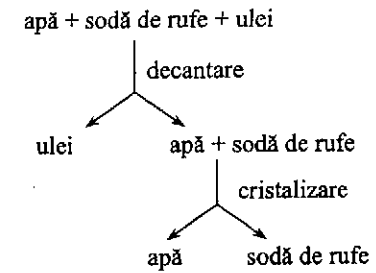 apă + sodă de rufe + ulei
decantare
ulei
apă + sodă de rufe
cristalizare
apă
sodă de rufe